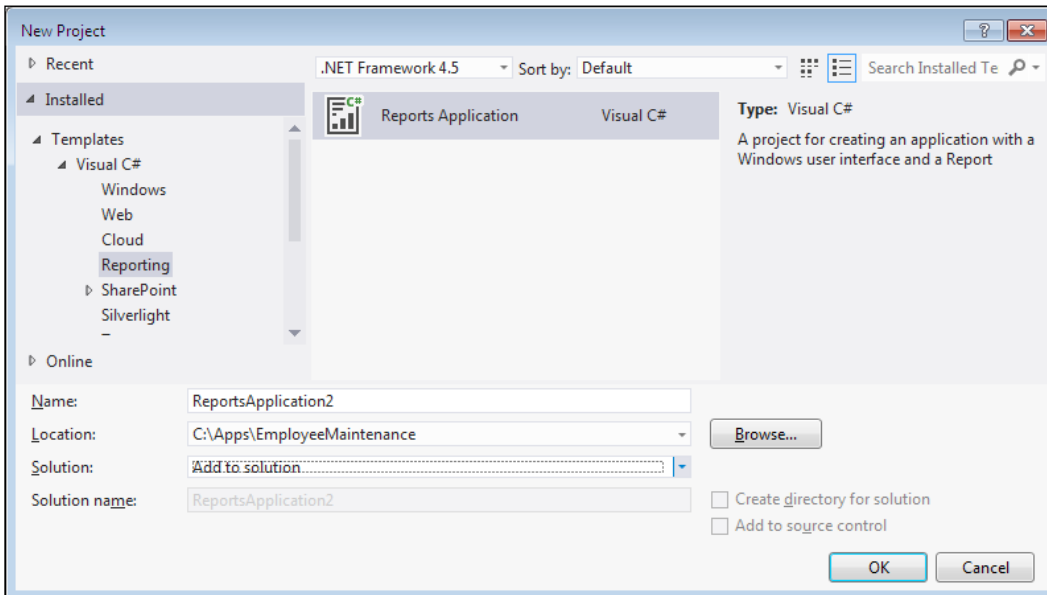 New Project
Recent
.NET Framework 4.5 Sort by: Default Search Installed Te
Installed
Templates
Visual C#
Windows
Web
Cloud
Reporting
SharePoint
Silverlight
Online
C#
Reports Application Visual C#
Type: Visual C#
A project for creating an application with a
Windows user interface and a Report
Name: ReportsApplication2
Location: C:\Apps\EmployeeMaintenance Browse...
Solution: Add to solution
Solution name: ReportsApplication2
Create directory for solution
Add to source control
OK Cancel